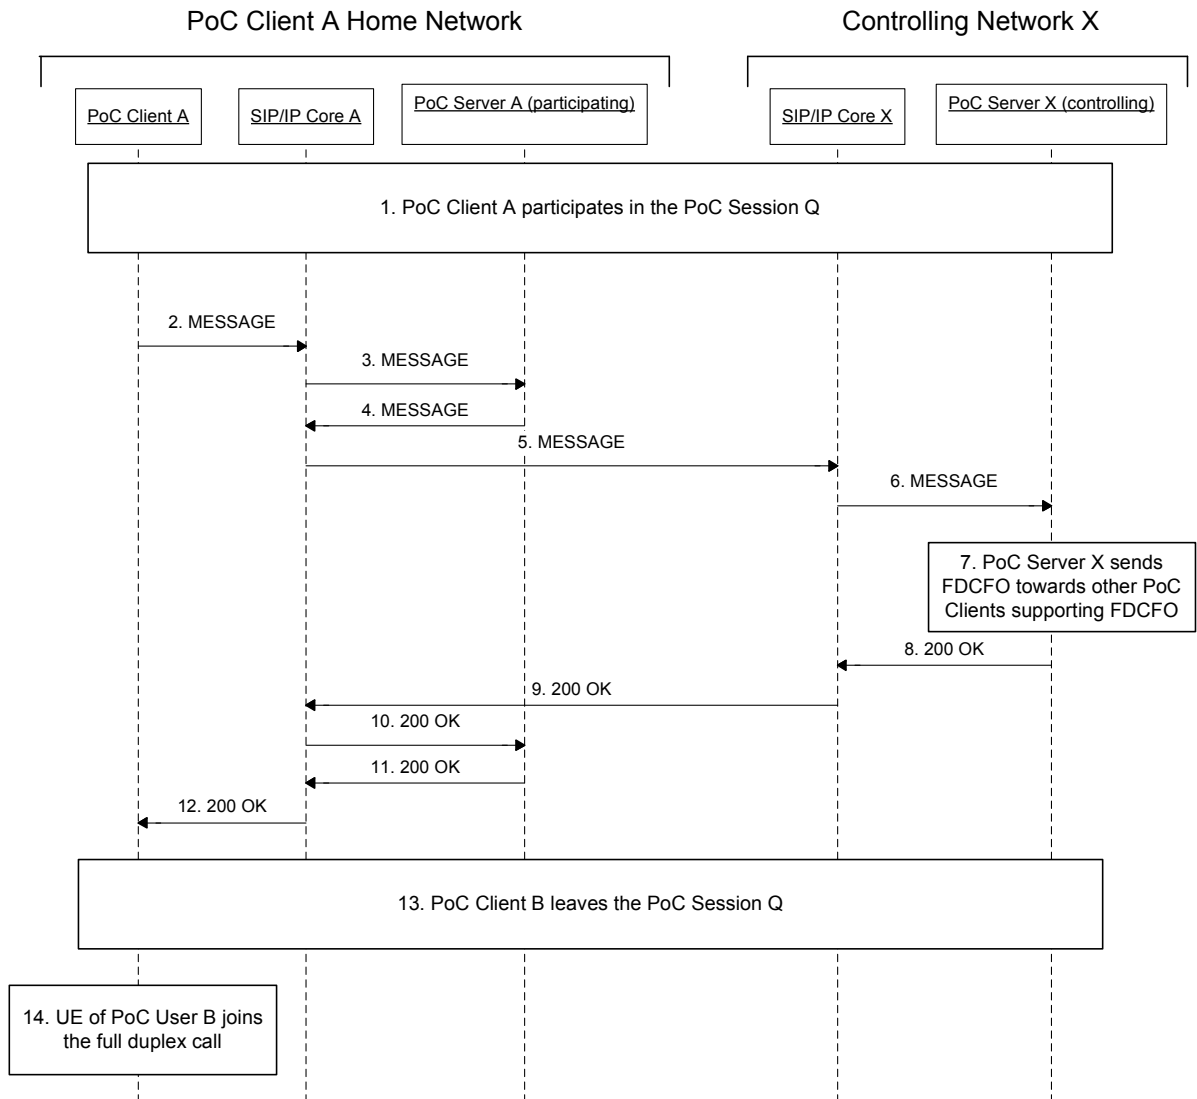 PoC Client A Home Network
Controlling Network X
PoC Client A
SIP/IP Core A
PoC Server A (participating)
SIP/IP Core X
PoC Server X (controlling)
1. PoC Client A participates in the PoC Session Q
2. MESSAGE
3. MESSAGE
4. MESSAGE
5. MESSAGE
6. MESSAGE
7. PoC Server X sends
FDCFO towards other PoC
Clients supporting FDCFO
8. 200 OK
9. 200 OK
10. 200 OK
11. 200 OK
12. 200 OK
13. PoC Client B leaves the PoC Session Q
14. UE of PoC User B joins
the full duplex call